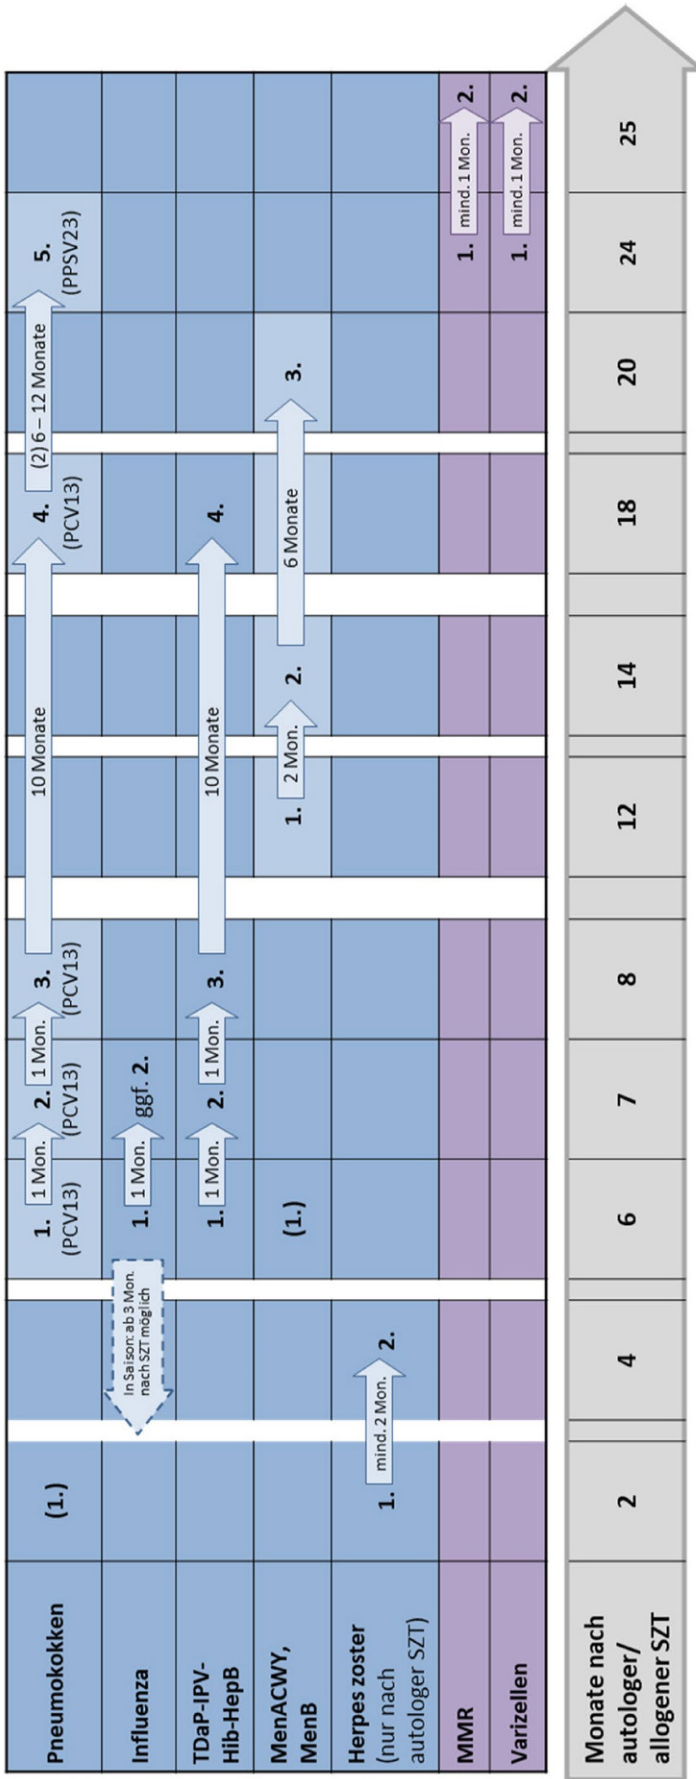 Pneumokokken
(1.)
1.
(PCV13)
1 Mon.
2.
(PCV13)
1 Mon.
3.
(PCV13)
10 Monate
4.
(PCV13)
(2) 6 – 12 Monate
5.
(PPSV23)
Influenza
In Saison: ab 3 Mon.
nach SZT möglich
1.
1 Mon.
ggf. 2.
TDaP-IPV-
Hib-HepB
1.
1 Mon.
2.
1 Mon.
3.
10 Monate
4.
MenACWY,
MenB
(1.)
1.
2 Mon.
2.
6 Monate
3.
Herpes zoster
(nur nach
autologer SZT)
1.
mind. 2 Mon.
2.
MMR
1.
mind. 1 Mon.
2.
Varizellen
1.
mind. 1 Mon.
2.
Monate nach
autologer/
allogener SZT
2
4
6
7
8
12
14
18
20
24
25